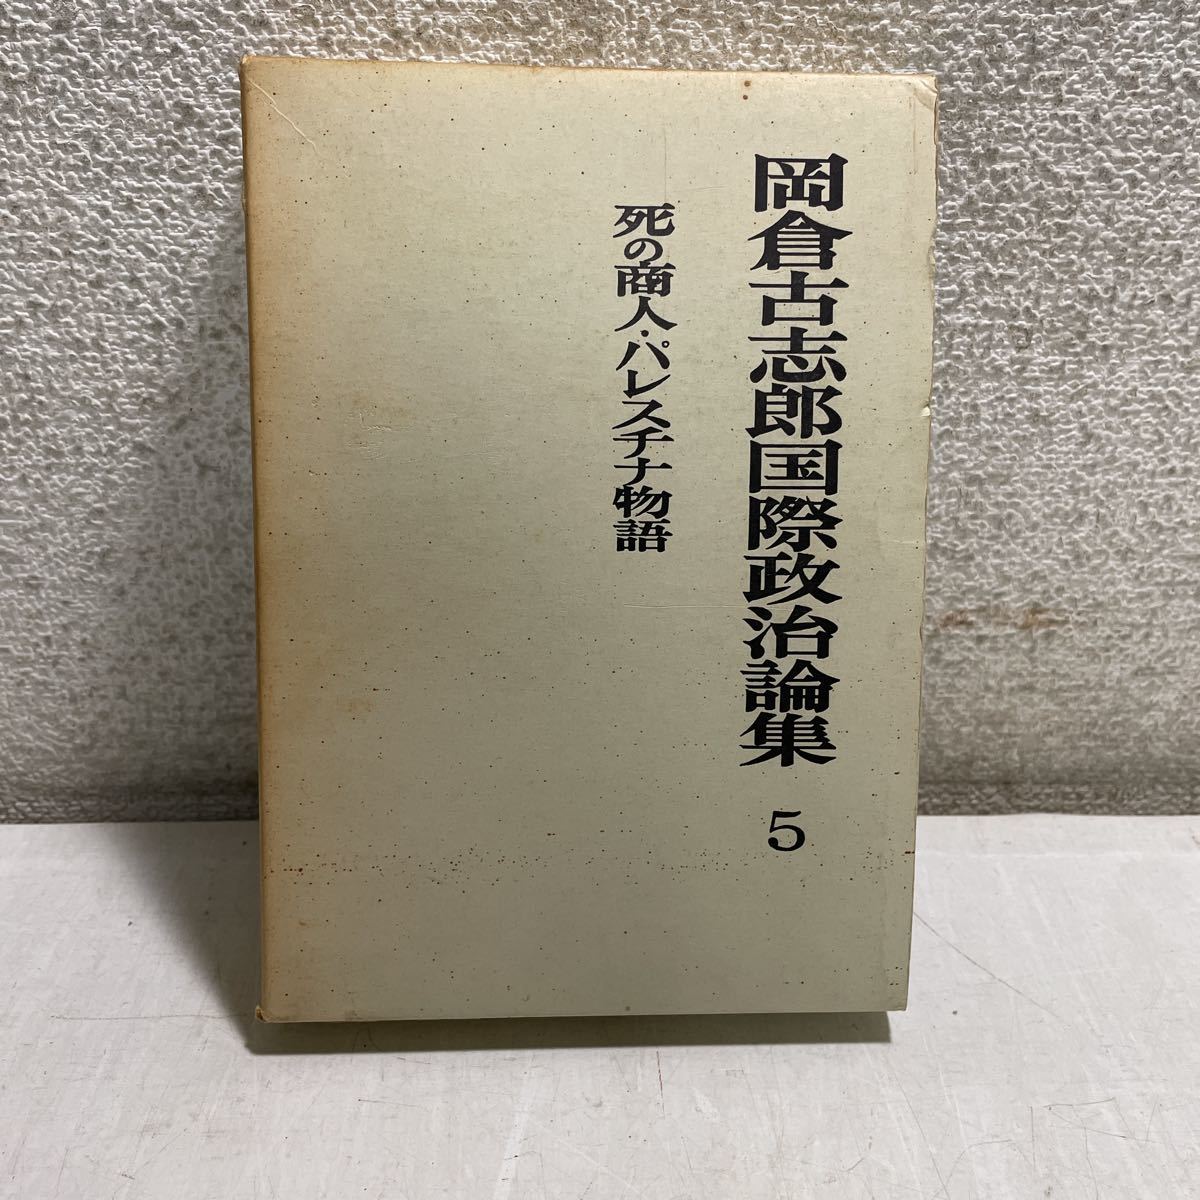 岡倉古志郎国際政治論集 5
死の商人・パレスチナ物語